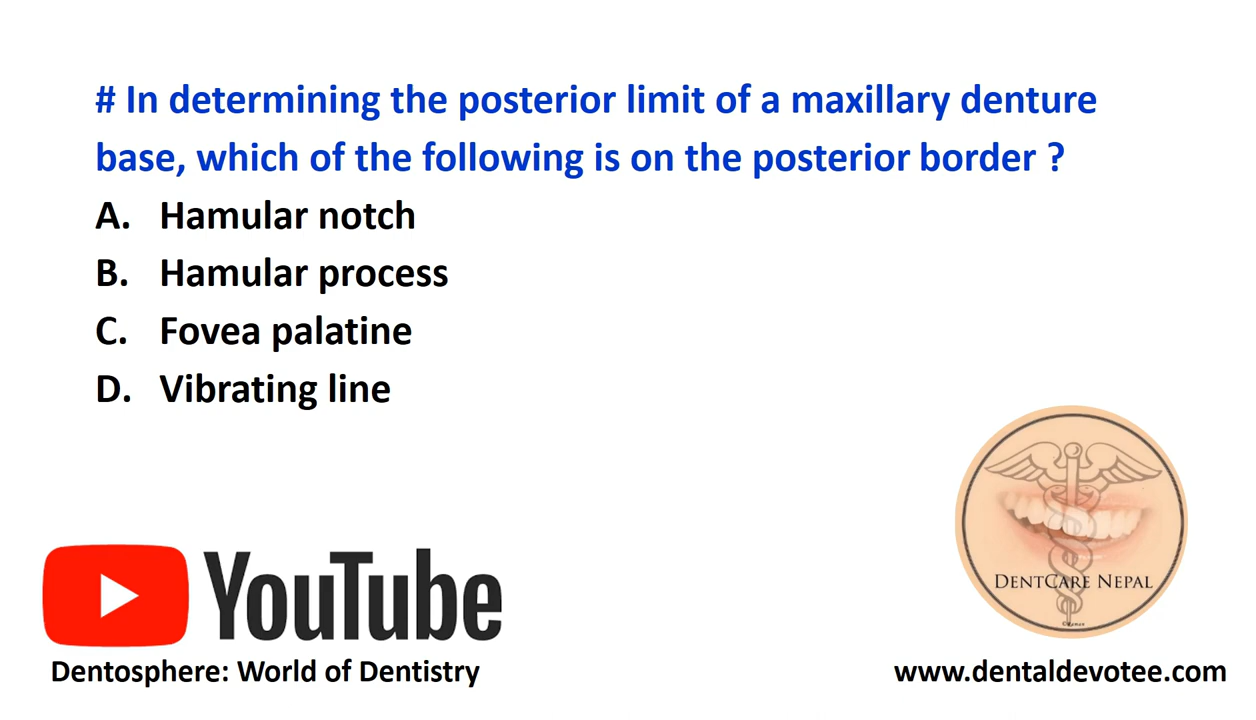 # In determining the posterior limit of a maxillary denture
base, which of the following is on the posterior border ?
A. Hamular notch
B. Hamular process
C. Fovea palatine
D. Vibrating line
DENTCARE NEPAL
YouTube
Dentosphere: World of Dentistry
www.dentaldevotee.com